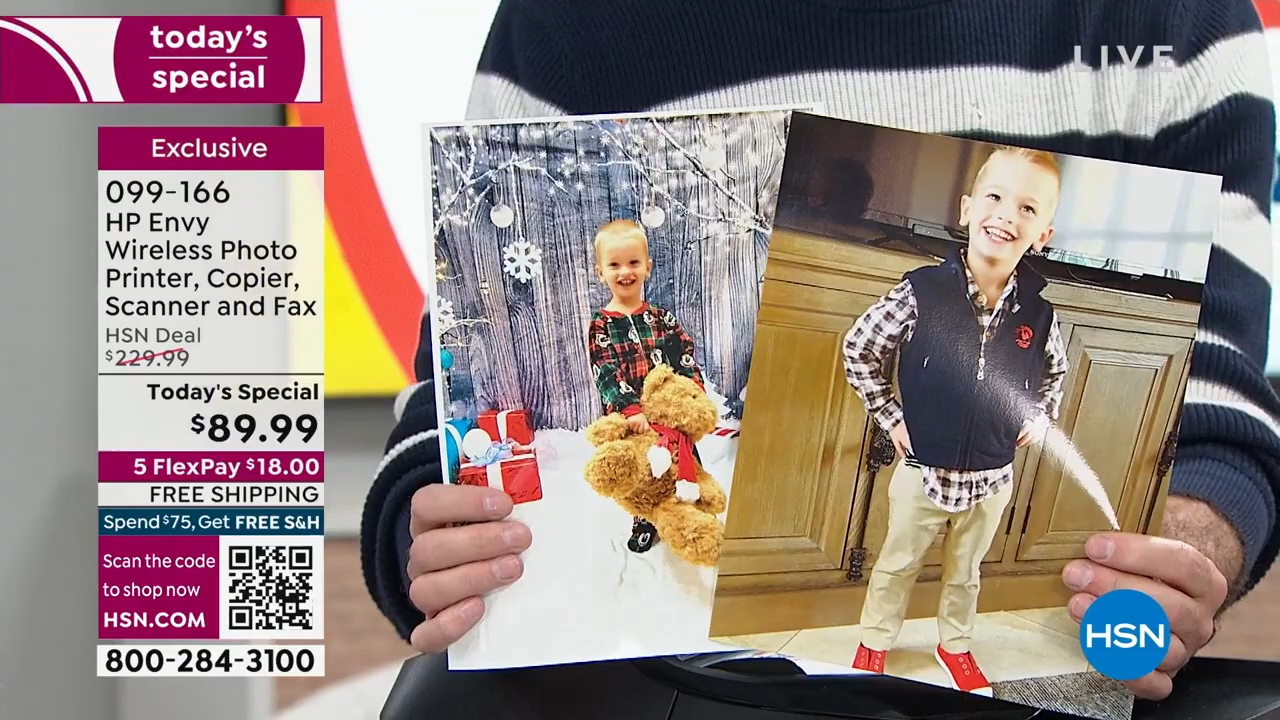 today's
special
LIVE
Exclusive
099-166
HP Envy
Wireless Photo
Printer, Copier,
Scanner and Fax
HSN Deal
$229.99
Today's Special
$89.99
5 FlexPay $18.00
FREE SHIPPING
Spend $75, Get FREE S&H
Scan the code
to shop now
HSN.COM
800-284-3100
HSN